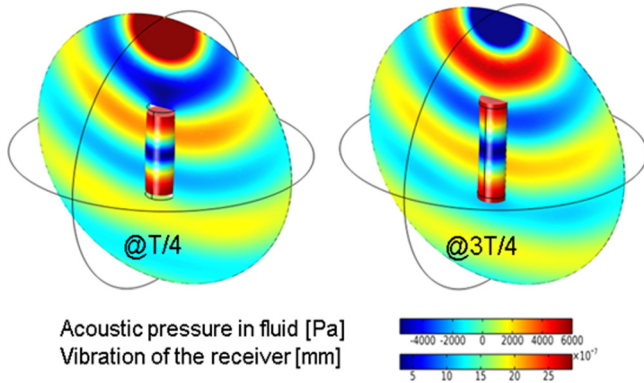 @T/4
@3T/4
Acoustic pressure in fluid [Pa]
-4000 -2000 0 2000 4000 6000
Vibration of the receiver [mm]
×10⁻⁷
5 10 15 20 25